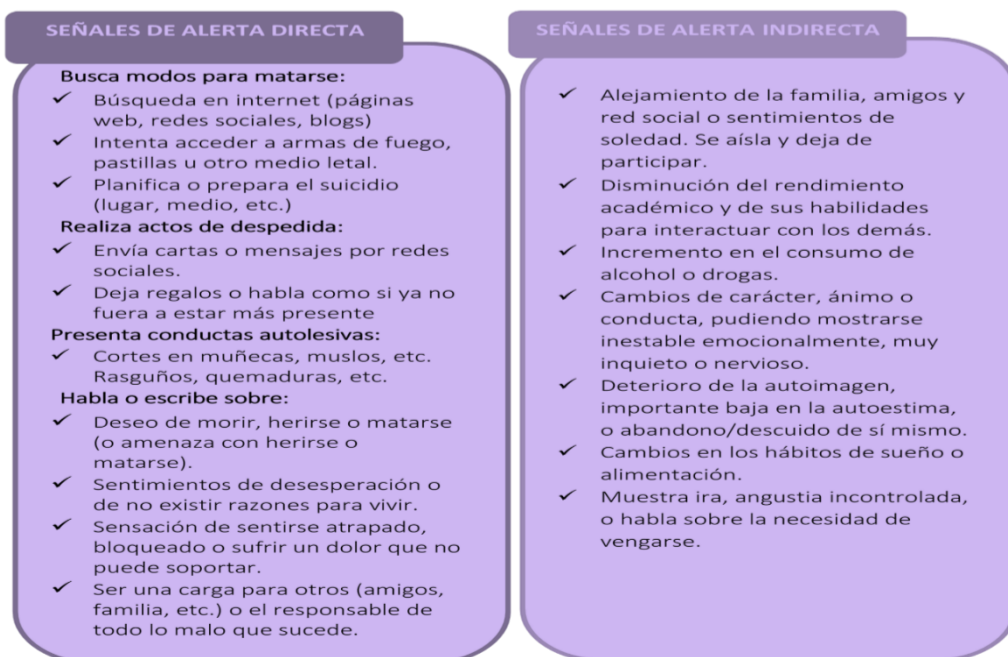 SEÑALES DE ALERTA DIRECTA
Busca modos para matarse:
✓ Búsqueda en internet (páginas
web, redes sociales, blogs)
✓ Intenta acceder a armas de fuego,
pastillas u otro medio letal.
✓ Planifica o prepara el suicidio
(lugar, medio, etc.)
Realiza actos de despedida:
✓ Envía cartas o mensajes por redes
sociales.
✓ Deja regalos o habla como si ya no
fuera a estar más presente
Presenta conductas autolesivas:
✓ Cortes en muñecas, muslos, etc.
Rasguños, quemaduras, etc.
Habla o escribe sobre:
✓ Deseo de morir, herirse o matarse
(o amenaza con herirse o
matarse).
✓ Sentimientos de desesperación o
de no existir razones para vivir.
✓ Sensación de sentirse atrapado,
bloqueado o sufrir un dolor que no
puede soportar.
✓ Ser una carga para otros (amigos,
familia, etc.) o el responsable de
todo lo malo que sucede.
SEÑALES DE ALERTA INDIRECTA
✓ Alejamiento de la familia, amigos y
red social o sentimientos de
soledad. Se aísla y deja de
participar.
✓ Disminución del rendimiento
académico y de sus habilidades
para interactuar con los demás.
✓ Incremento en el consumo de
alcohol o drogas.
✓ Cambios de carácter, ánimo o
conducta, pudiendo mostrarse
inestable emocionalmente, muy
inquieto o nervioso.
✓ Deterioro de la autoimagen,
importante baja en la autoestima,
o abandono/descuido de sí mismo.
✓ Cambios en los hábitos de sueño o
alimentación.
✓ Muestra ira, angustia incontrolada,
o habla sobre la necesidad de
vengarse.